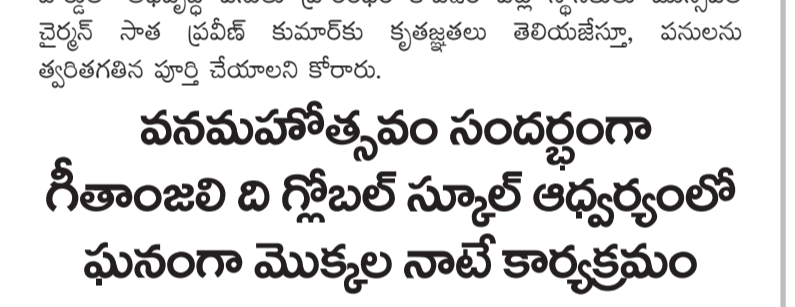 చైర్మన్ సాత ప్రవీణ్ కుమార్‌కు కృతజ్ఞతలు తెలియజేస్తూ, పనులను
త్వరితగతిన పూర్తి చేయాలని కోరారు.
వనమహోత్సవం సందర్భంగా
గీతాంజలి ది గ్లోబల్ స్కూల్ ఆధ్వర్యంలో
ఘనంగా మొక్కల నాటే కార్యక్రమం